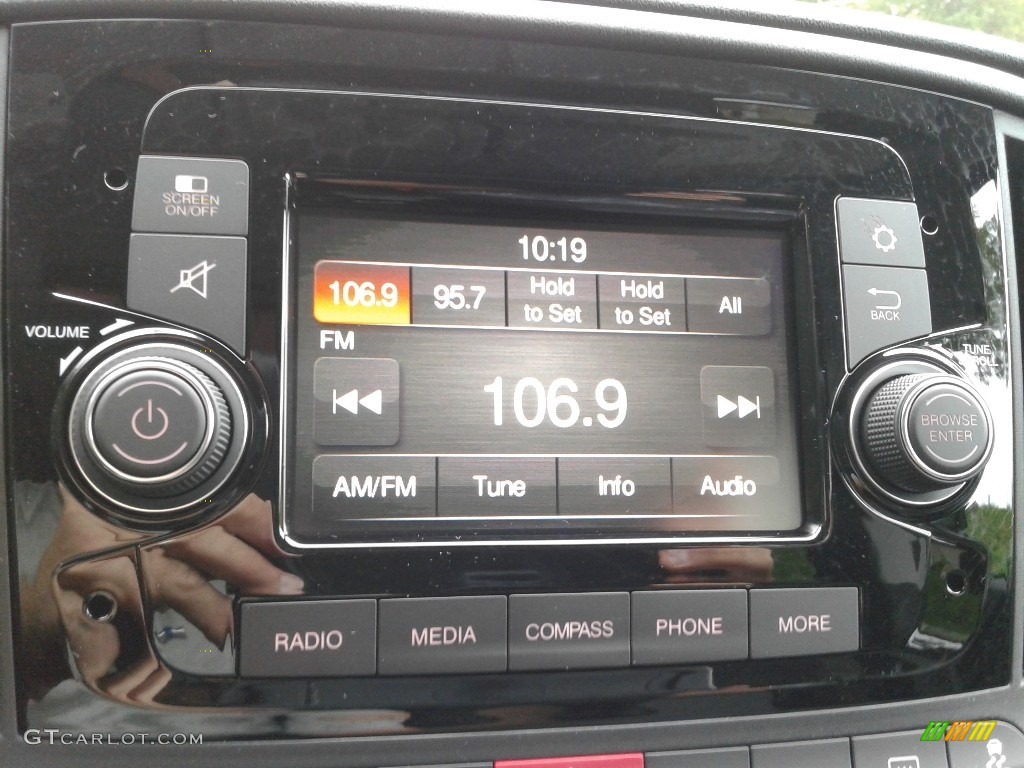 SCREEN
ON/OFF
VOLUME
10:19
106.9 95.7 Hold to Set Hold to Set All
FM
106.9
AM/FM Tune Info Audio
BACK
TUNE
BROWSE
ENTER
RADIO MEDIA COMPASS PHONE MORE
GTCARLOT.COM